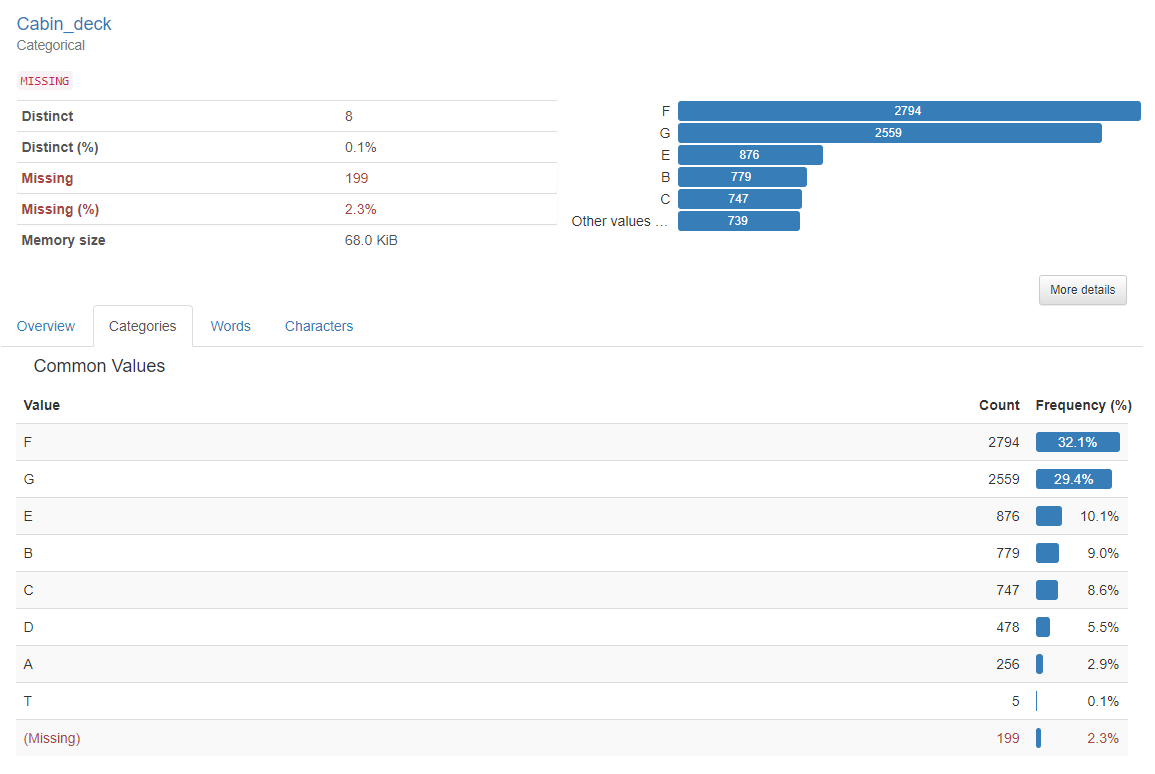 Cabin_deck
Categorical
MISSING
Distinct 8
Distinct (%) 0.1%
Missing 199
Missing (%) 2.3%
Memory size 68.0 KiB
F 2794
G 2559
E 876
B 779
C 747
Other values … 739
More details
Overview Categories Words Characters
Common Values
Value Count Frequency (%)
F 2794 32.1%
G 2559 29.4%
E 876 10.1%
B 779 9.0%
C 747 8.6%
D 478 5.5%
A 256 2.9%
T 5 0.1%
(Missing) 199 2.3%